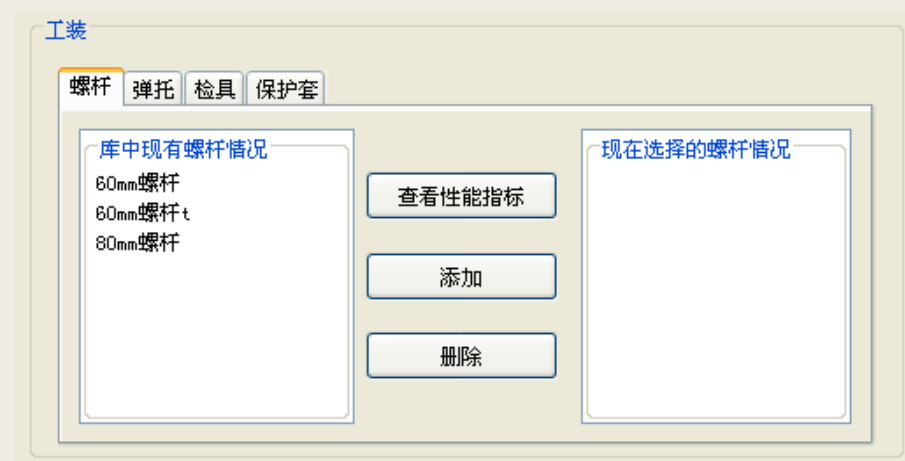 工装
螺杆 弹托 检具 保护套
库中现有螺杆情况
60mm螺杆
60mm螺杆t
80mm螺杆
查看性能指标
添加
删除
现在选择的螺杆情况